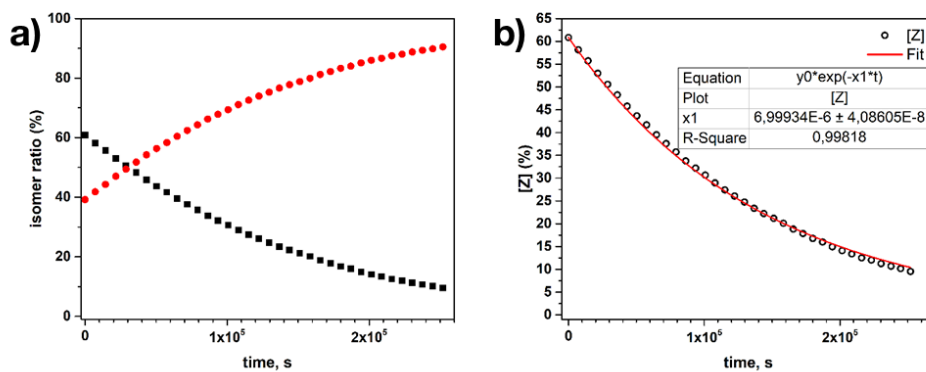 a)
isomer ratio (%)
100
80
60
40
20
0
0
1x10⁵
2x10⁵
time, s
b)
[Z] (%)
65
60
55
50
45
40
35
30
25
20
15
10
5
0
0
1x10⁵
2x10⁵
time, s
[Z]
Fit
Equation y0*exp(-x1*t)
Plot [Z]
x1 6,99934E-6 ± 4,08605E-8
R-Square 0,99818